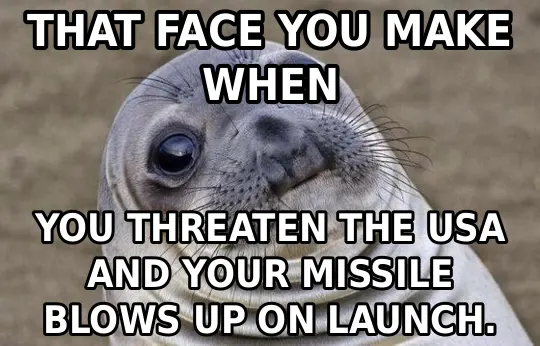 THAT FACE YOU MAKE
WHEN
YOU THREATEN THE USA
AND YOUR MISSILE
BLOWS UP ON LAUNCH.